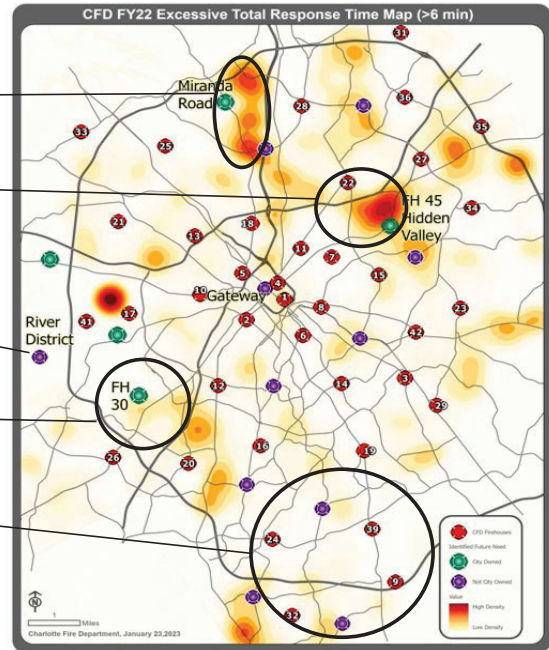 CFD FY22 Excessive Total Response Time Map (>6 min)
31
Miranda
Road
28
36
33
35
25
27
22
FH 45
Hidden
Valley
34
21
18
13
11
7
15
5
4
10
Gateway
1
41
17
8
23
River
District
2
6
42
FH
30
12
14
3
29
16
19
26
20
24
39
9
32
CFD Firehouses
Identified Future Need
City Owned
Not City Owned
Value
High Density
Low Density
N
1
Miles
Charlotte Fire Department, January 23,2023